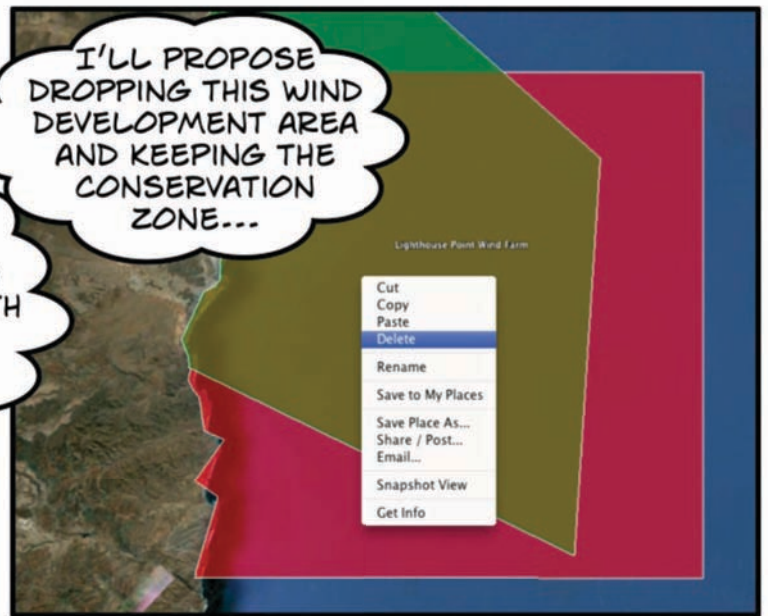 I'LL PROPOSE
DROPPING THIS WIND
DEVELOPMENT AREA
AND KEEPING THE
CONSERVATION
ZONE...
Lighthouse Point Wind Farm
Cut
Copy
Paste
Delete
Rename
Save to My Places
Save Place As...
Share / Post...
Email...
Snapshot View
Get Info